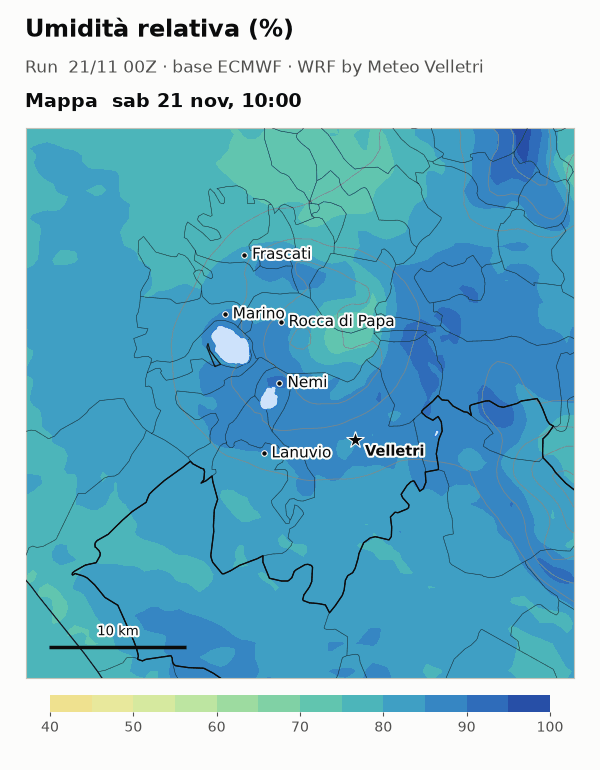 Umidità relativa (%)
Run  21/11 00Z · base ECMWF · WRF by Meteo Velletri
Mappa  sab 21 nov, 10:00
Frascati
Marino
Rocca di Papa
Nemi
Velletri
Lanuvio
10 km
40 50 60 70 80 90 100